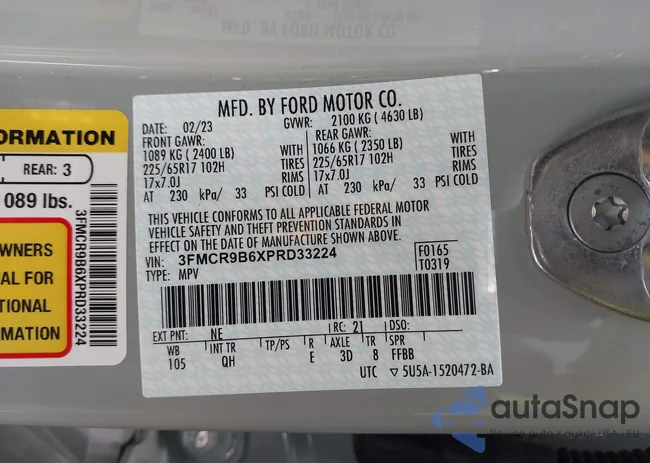 MFD. BY FORD MOTOR CO.
MFD. BY FORD MOTOR CO.
DATE: 02/23 GVWR: 2100 KG ( 4630 LB)
FRONT GAWR: REAR GAWR:
1089 KG ( 2400 LB) WITH 1066 KG ( 2350 LB) WITH
225/65R17 102H TIRES 225/65R17 102H TIRES
17x7.0J RIMS 17x7.0J RIMS
AT 230 kPa/ 33 PSI COLD AT 230 kPa/ 33 PSI COLD
THIS VEHICLE CONFORMS TO ALL APPLICABLE FEDERAL MOTOR
VEHICLE SAFETY AND THEFT PREVENTION STANDARDS IN
EFFECT ON THE DATE OF MANUFACTURE SHOWN ABOVE.
VIN: 3FMCR9B6XPRD33224 F0165
TYPE: MPV T0319
EXT PNT: NE RC: 21 DSO:
WB INT TR TP/PS R AXLE TR SPR
105 QH E 3D 8 FFBB
UTC ▽5U5A-1520472-BA
ORMATION
REAR: 3
089 lbs.
WNERS
IAL FOR
TIONAL
MATION
3FMCR9B6XPRD33224
autaSnap